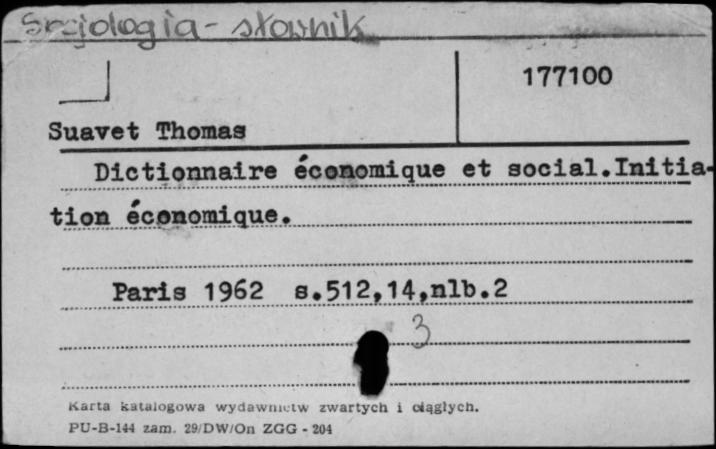 Socjologia - słownik
177100
Suavet Thomas
Dictionnaire économique et social.Initia-
tion économique.
Paris 1962 s.512,14,nlb.2
3
Karta katalogowa wydawnictw zwartych i ciągłych.
PU-B-144 zam. 29/DW/On ZGG - 204